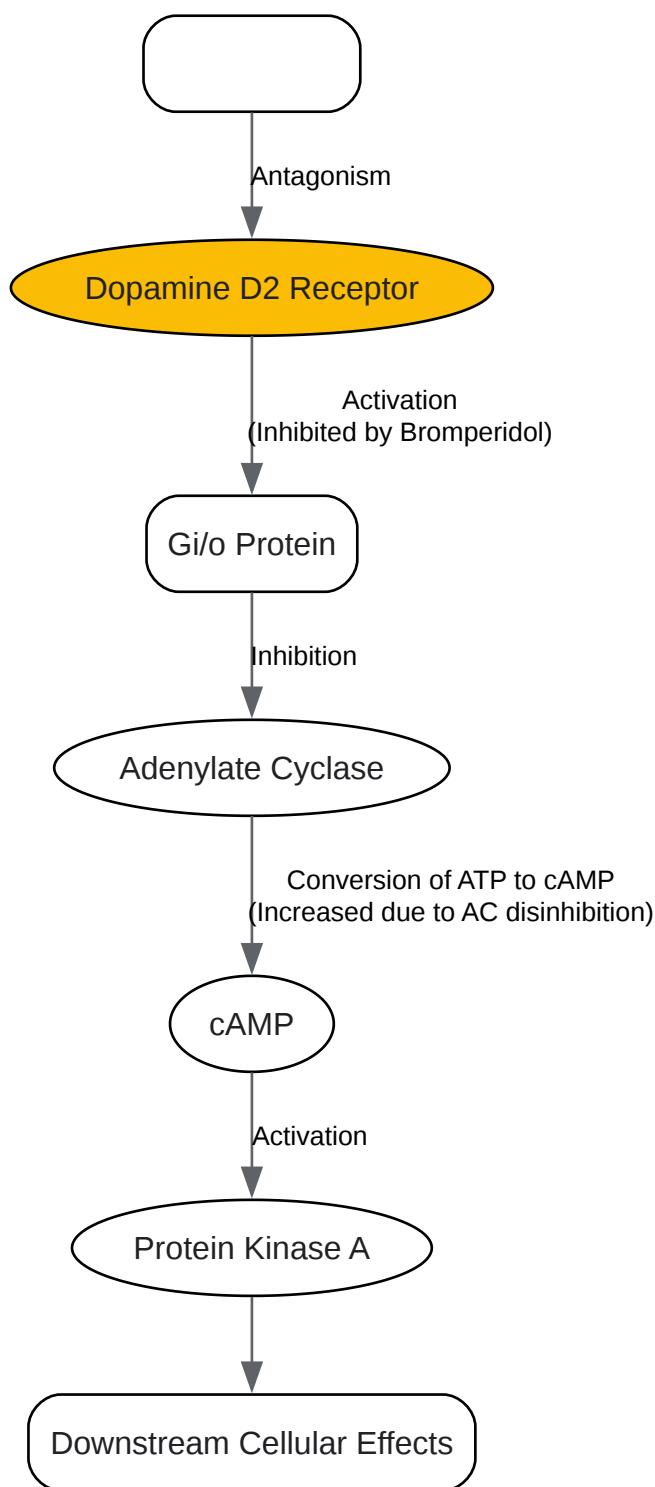 Antagonism
Dopamine D2 Receptor
Activation
(Inhibited by Bromperidol)
Gi/o Protein
Inhibition
Adenylate Cyclase
Conversion of ATP to cAMP
(Increased due to AC disinhibition)
cAMP
Activation
Protein Kinase A
Downstream Cellular Effects